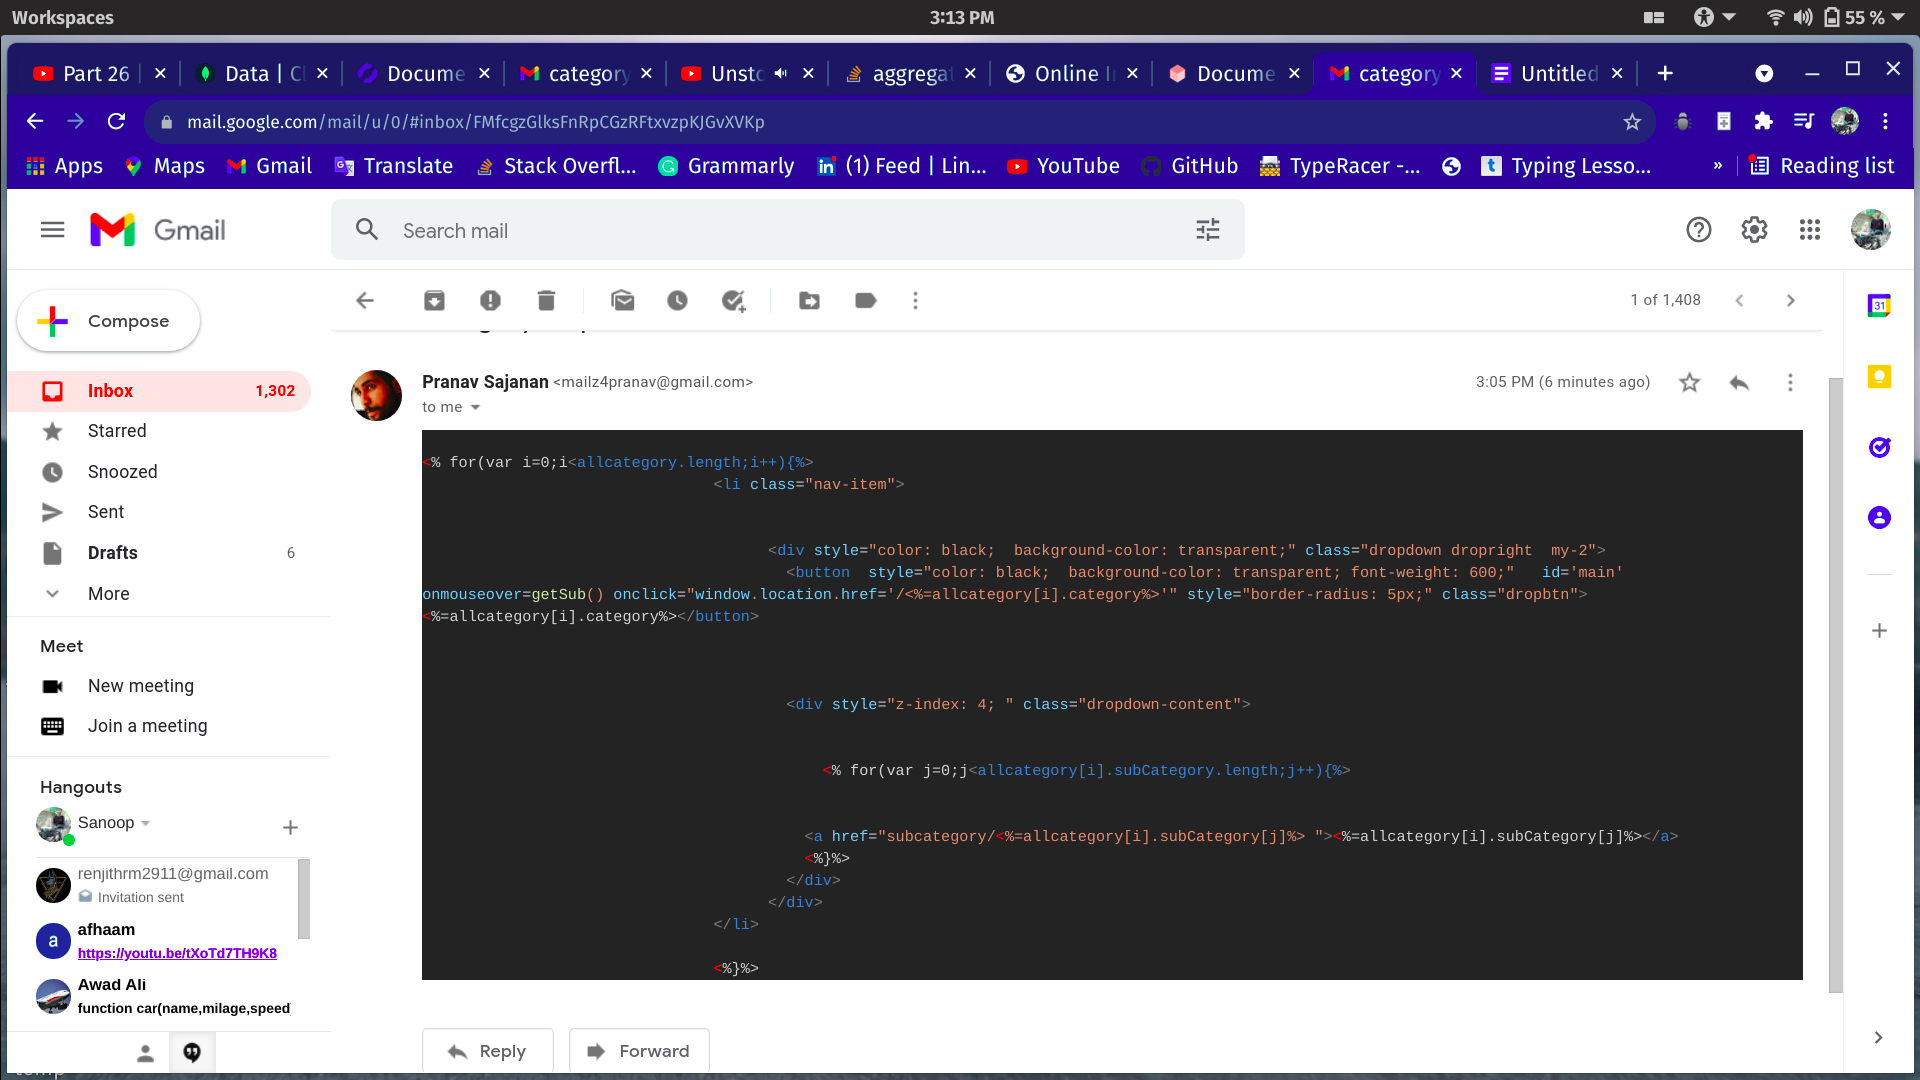 Workspaces
3:13 PM
55 %
Part 26
Data | Cl
Docume
category
Unsto
aggregat
Online I
Docume
category
Untitled
mail.google.com/mail/u/0/#inbox/FMfcgzGlksFnRpCGzRFtxvzpKJGvXVKp
Apps
Maps
Gmail
Translate
Stack Overfl...
Grammarly
(1) Feed | Lin...
YouTube
GitHub
TypeRacer -...
Typing Lesso...
»
Reading list
Gmail
Search mail
Compose
1 of 1,408
Inbox 1,302
Starred
Snoozed
Sent
Drafts 6
More
Meet
New meeting
Join a meeting
Hangouts
Sanoop
renjithrm2911@gmail.com
Invitation sent
a
afhaam
https://youtu.be/tXoTd7TH9K8
Awad Ali
function car(name,milage,speed)
31
Pranav Sajanan <mailz4pranav@gmail.com>
3:05 PM (6 minutes ago)
to me
<% for(var i=0;i<allcategory.length;i++){%>
<li class="nav-item">
<div style="color: black;  background-color: transparent;" class="dropdown dropright  my-2">
<button  style="color: black;  background-color: transparent; font-weight: 600;"   id='main'
onmouseover=getSub() onclick="window.location.href='/<%=allcategory[i].category%>'" style="border-radius: 5px;" class="dropbtn">
<%=allcategory[i].category%></button>
<div style="z-index: 4; " class="dropdown-content">
<% for(var j=0;j<allcategory[i].subCategory.length;j++){%>
<a href="subcategory/<%=allcategory[i].subCategory[j]%> "><%=allcategory[i].subCategory[j]%></a>
<%}%>
</div>
</div>
</li>
<%}%>
Reply
Forward